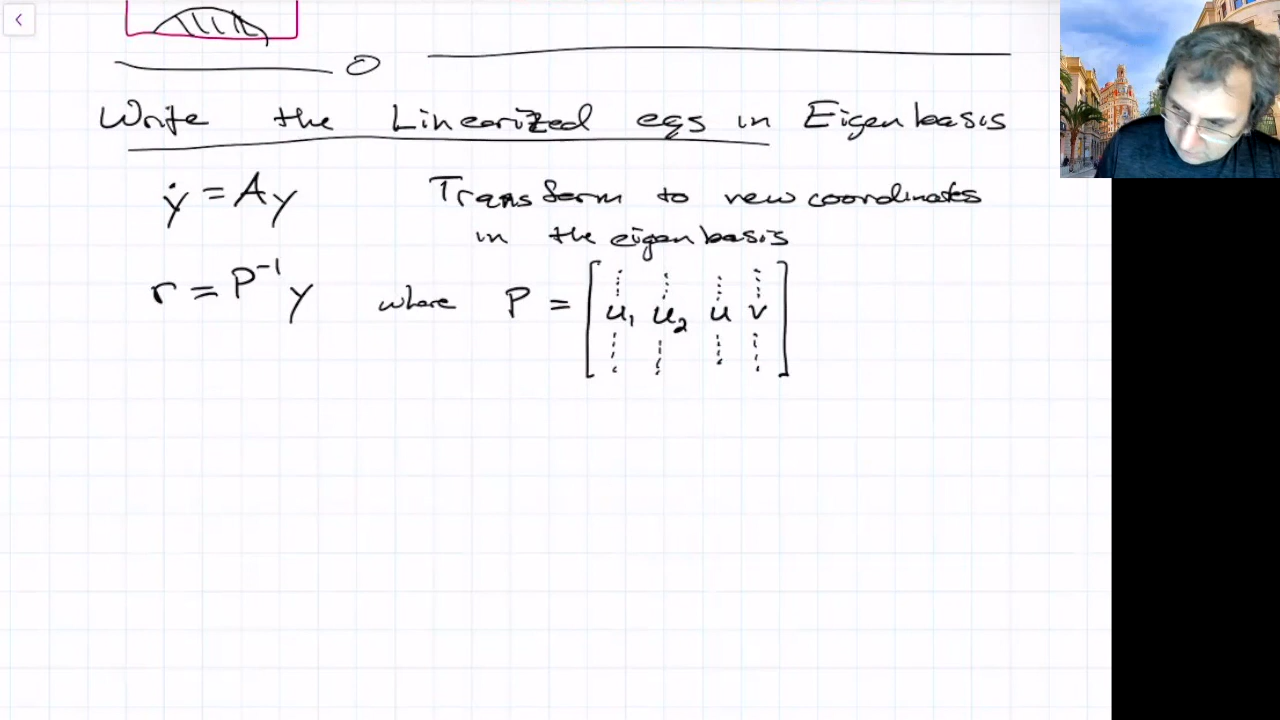 Write the Linearized eqs in Eigenbasis
ẏ = Ay Transform to new coordinates
in the eigenbasis
r = P⁻¹y where P = [u₁ u₂ u v]